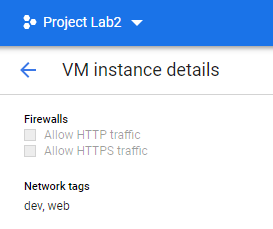 Project Lab2
VM instance details
Firewalls
Allow HTTP traffic
Allow HTTPS traffic
Network tags
dev, web